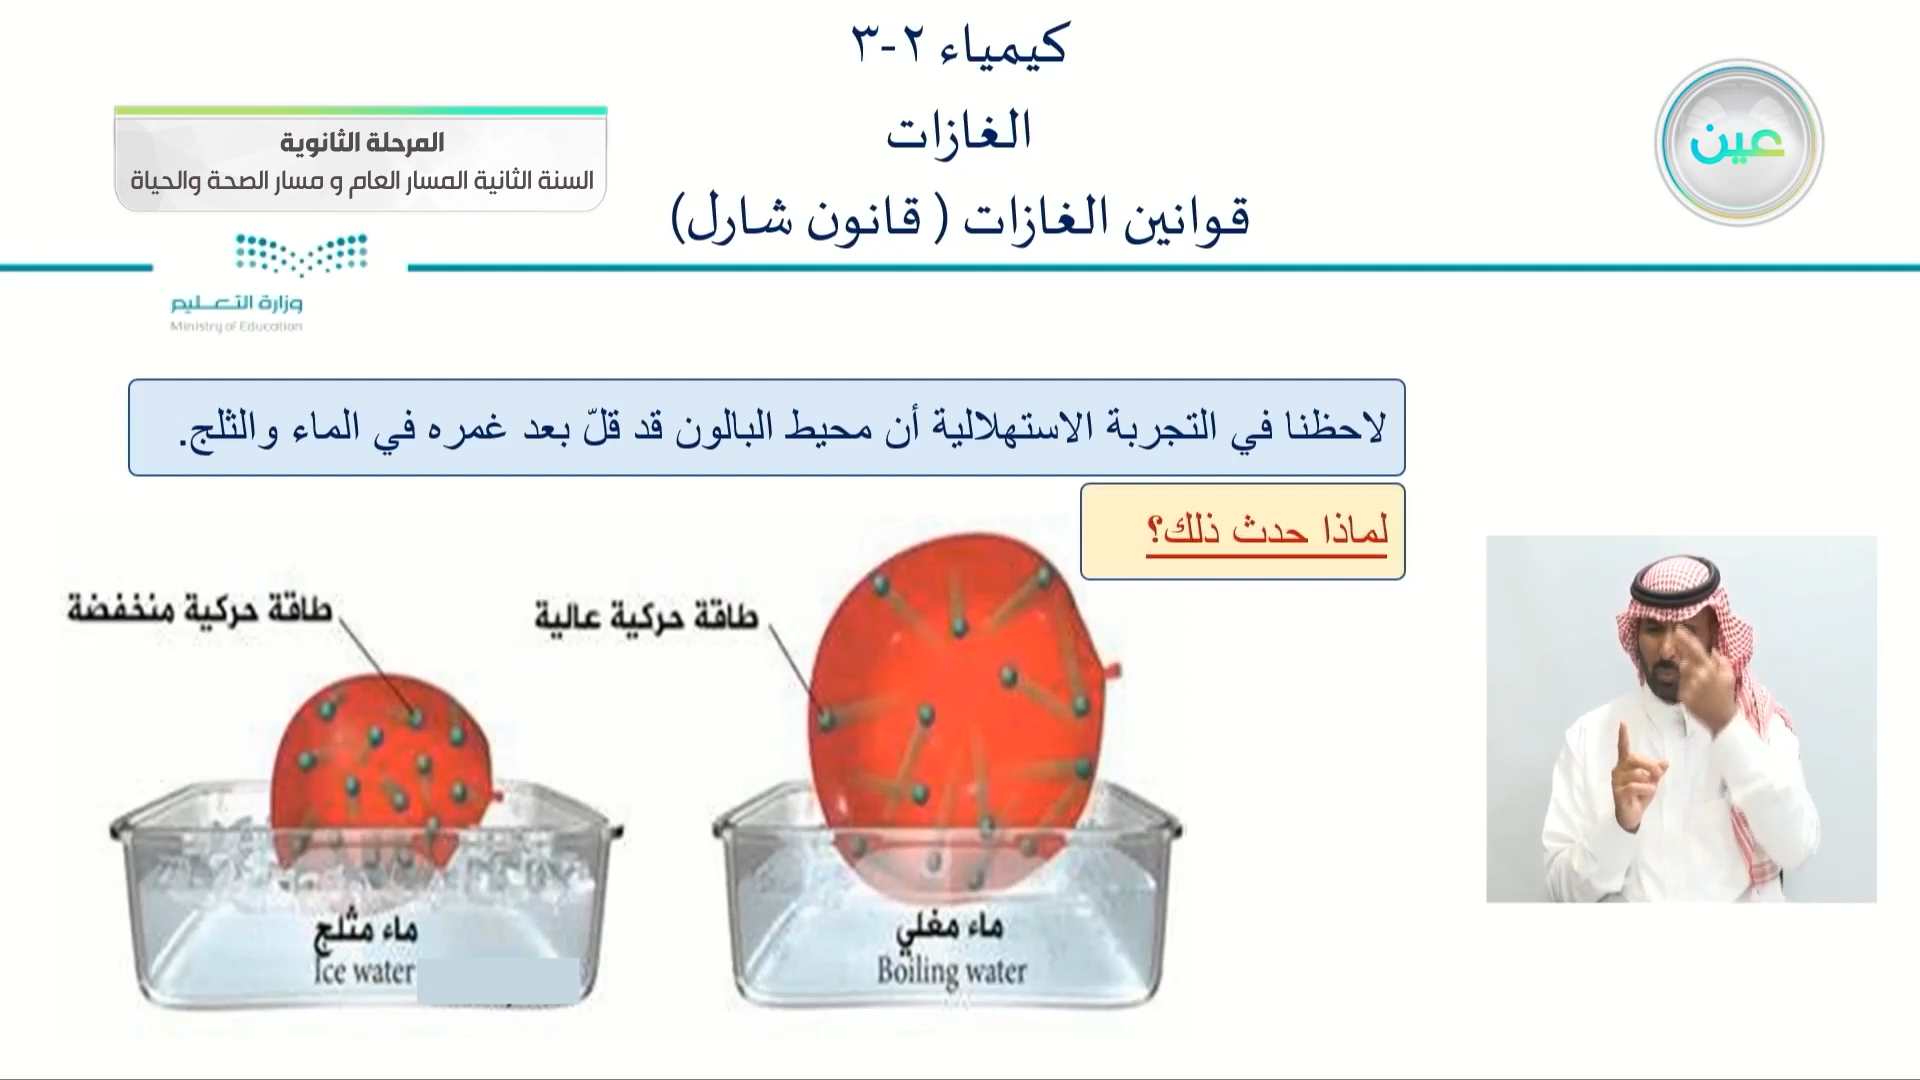 كيمياء ٢-٣
الغازات
قوانين الغازات ( قانون شارل)
عين
المرحلة الثانوية
السنة الثانية المسار العام و مسار الصحة والحياة
وزارة التعـــليم
Ministry of Education
لاحظنا في التجربة الاستهلالية أن محيط البالون قد قلّ بعد غمره في الماء والثلج.
لماذا حدث ذلك؟
طاقة حركية عالية
طاقة حركية منخفضة
ماء مغلي
Boiling water
ماء مثلج
Ice water